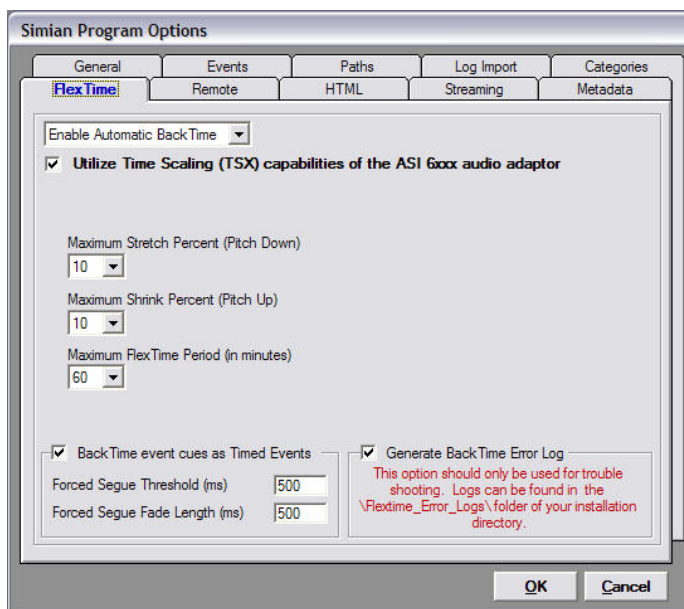 Simian Program Options
General Events Paths Log Import Categories
FlexTime Remote HTML Streaming Metadata
Enable Automatic BackTime
Utilize Time Scaling (TSX) capabilities of the ASI 6xxx audio adaptor
Maximum Stretch Percent (Pitch Down)
10
Maximum Shrink Percent (Pitch Up)
10
Maximum FlexTime Period (in minutes)
60
BackTime event cues as Timed Events
Forced Segue Threshold (ms) 500
Forced Segue Fade Length (ms) 500
Generate BackTime Error Log
This option should only be used for trouble
shooting. Logs can be found in the
\Flextime_Error_Logs\ folder of your installation
directory.
OK Cancel